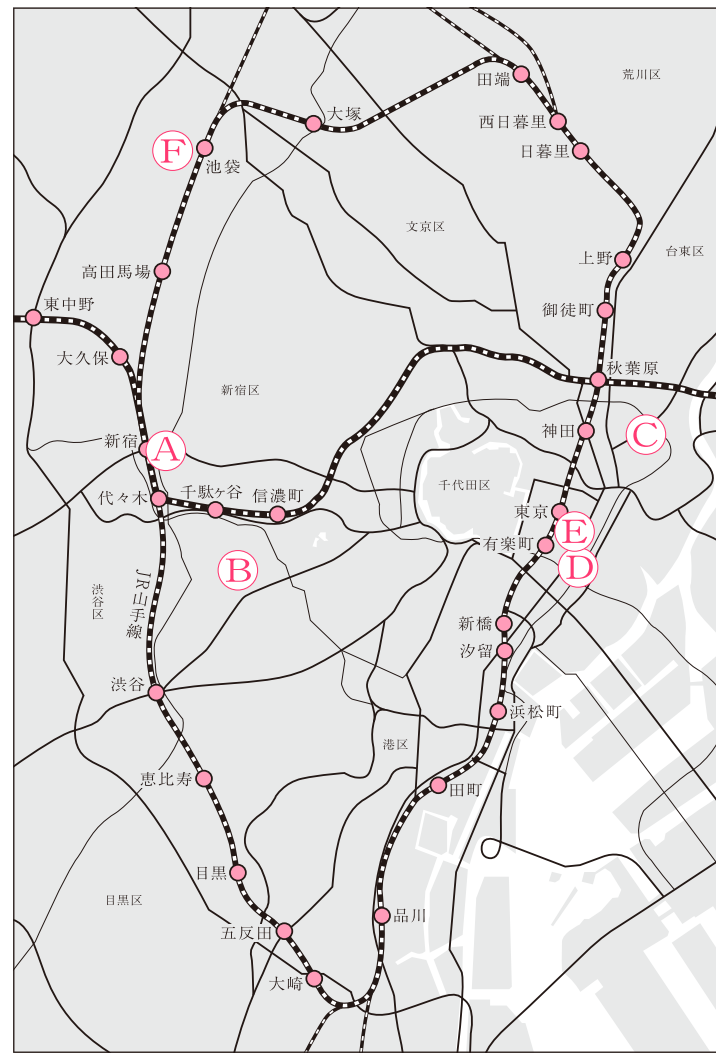 荒川区
田端
大塚
西日暮里
F
池袋
日暮里
文京区
台東区
上野
高田馬場
東中野
御徒町
大久保
秋葉原
新宿区
新宿
A
神田
C
千代田区
代々木
千駄ヶ谷
信濃町
東京
E
有楽町
D
B
渋谷区
JR山手線
新橋
汐留
渋谷
浜松町
港区
恵比寿
田町
目黒
目黒区
品川
五反田
大崎